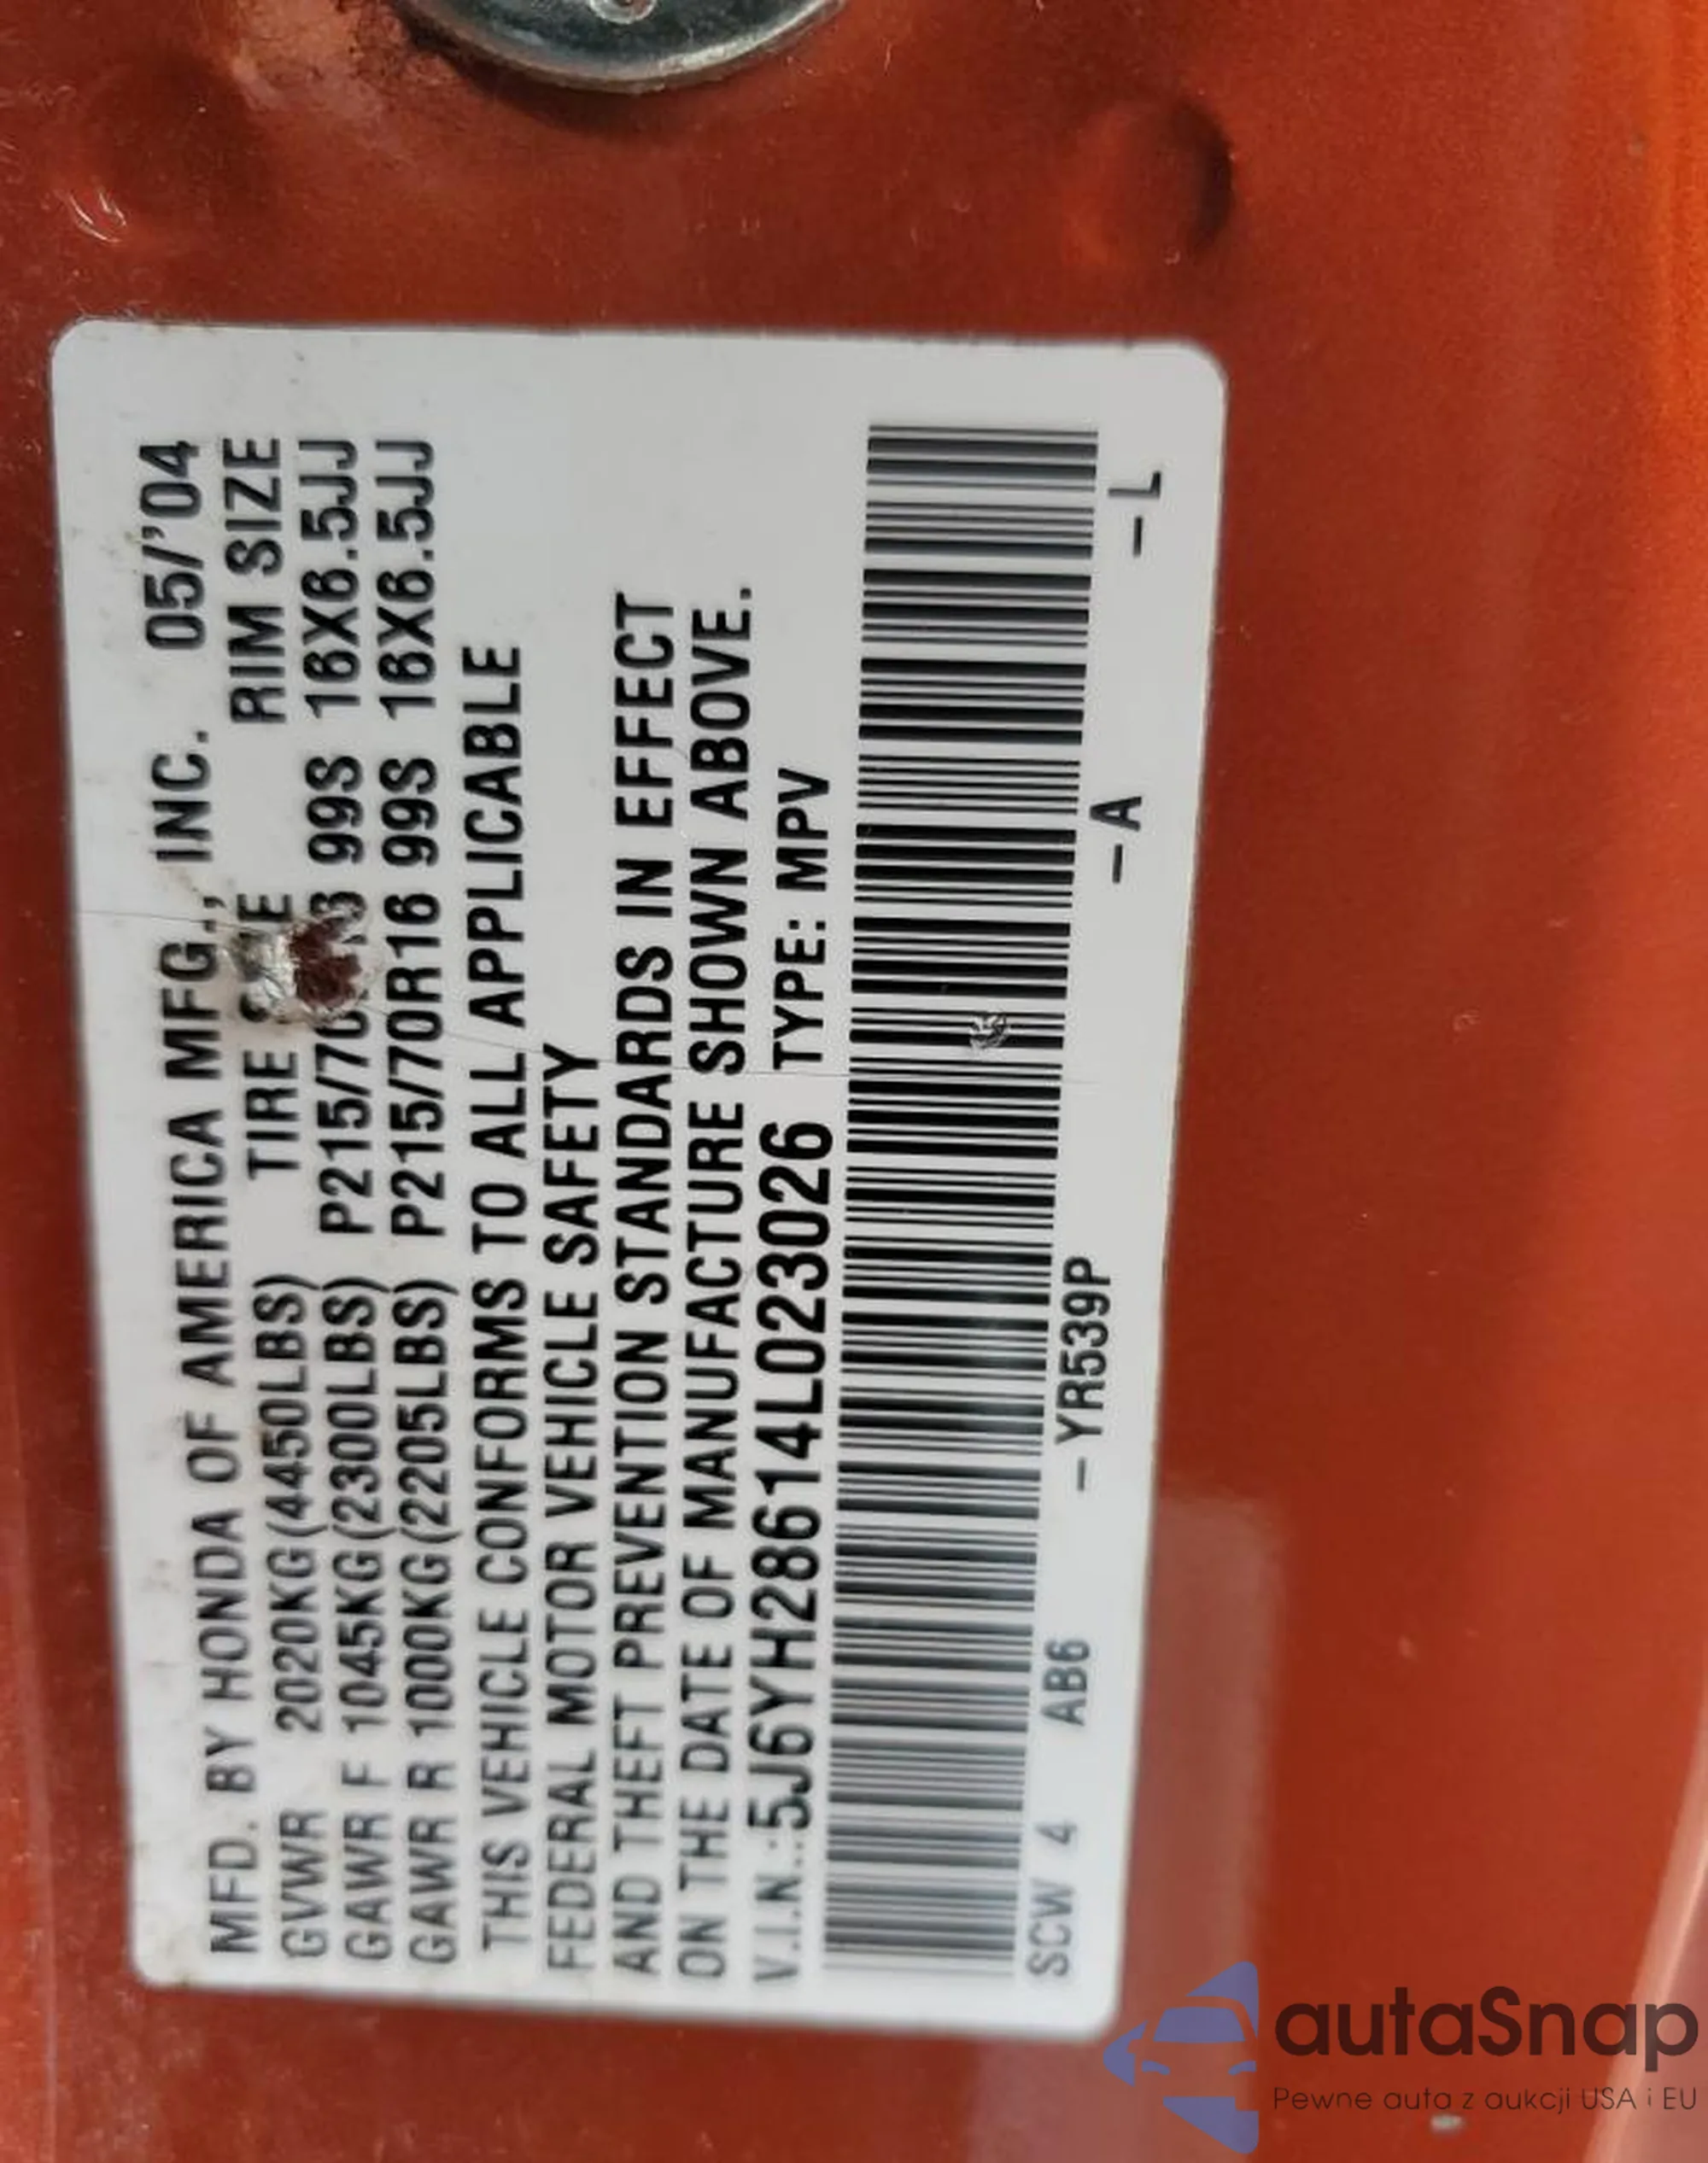 MFD. BY HONDA OF AMERICA MFG., INC. 05/'04
GVWR 2020KG(4450LBS) TIRE RIM SIZE
GAWR F 1045KG(2300LBS) P215/70 99S 16X6.5JJ
GAWR R 1000KG(2205LBS) P215/70R16 99S 16X6.5JJ
THIS VEHICLE CONFORMS TO ALL APPLICABLE
FEDERAL MOTOR VEHICLE SAFETY
AND THEFT PREVENTION STANDARDS IN EFFECT
ON THE DATE OF MANUFACTURE SHOWN ABOVE.
V.I.N.:5J6YH28614L023026 TYPE: MPV
SCW 4 AB6 – YR539P – A – L
autaSnap
Pewne auta z aukcji USA i EU